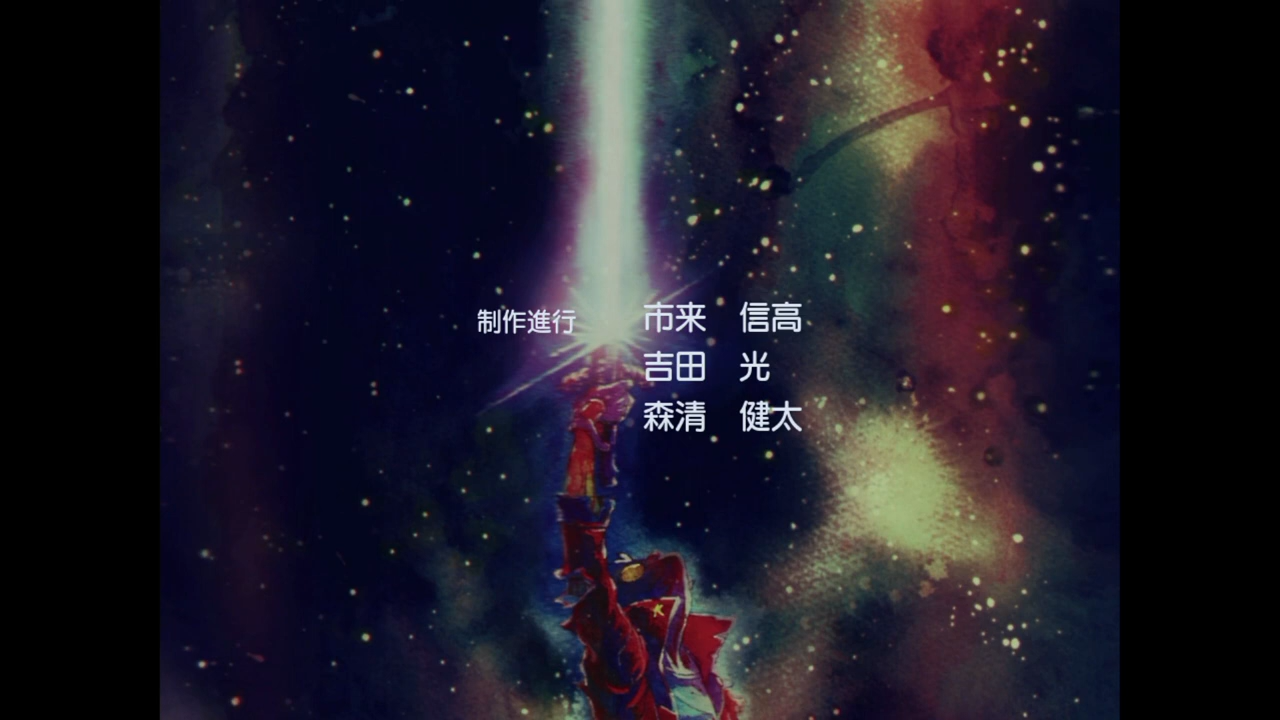 制作進行 市来 信高
吉田 光
森清 健太